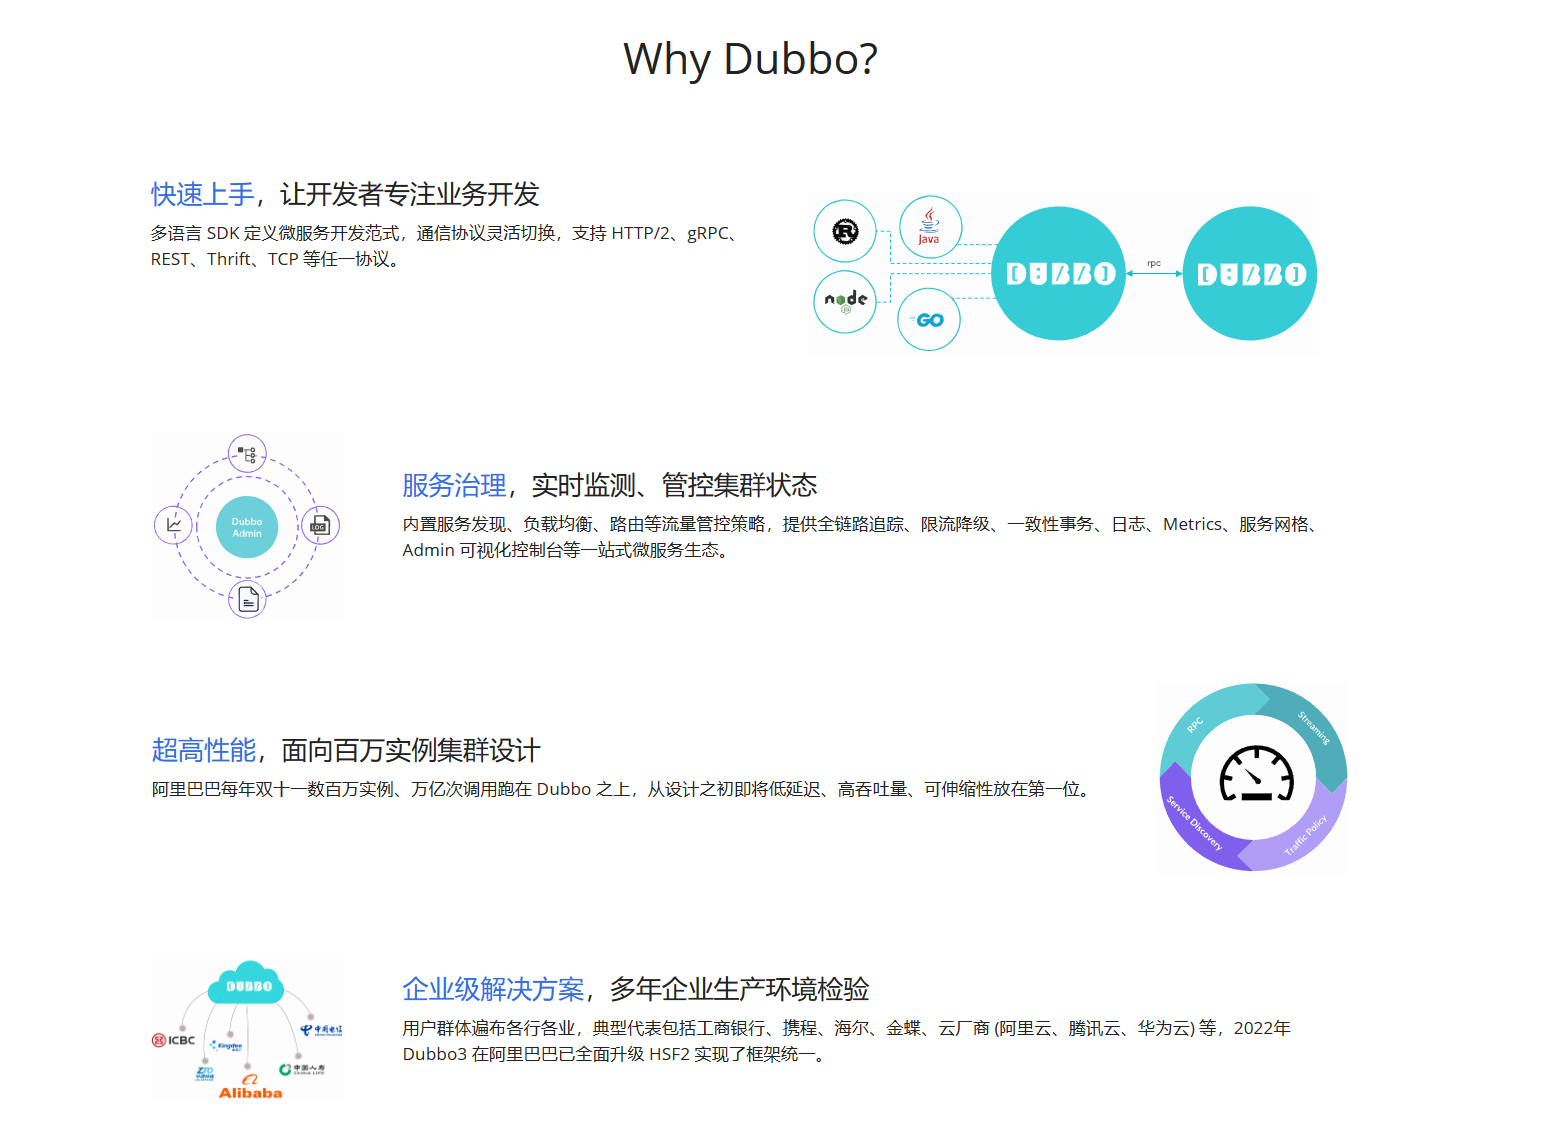 Why Dubbo?
快速上手，让开发者专注业务开发
多语言 SDK 定义微服务开发范式，通信协议灵活切换，支持 HTTP/2、gRPC、
REST、Thrift、TCP 等任一协议。
R
Java
node
JS
GO
DUBBO
rpc
DUBBO
Dubbo
Admin
LOG
服务治理，实时监测、管控集群状态
内置服务发现、负载均衡、路由等流量管控策略，提供全链路追踪、限流降级、一致性事务、日志、Metrics、服务网格、
Admin 可视化控制台等一站式微服务生态。
超高性能，面向百万实例集群设计
阿里巴巴每年双十一数百万实例、万亿次调用跑在 Dubbo 之上，从设计之初即将低延迟、高吞吐量、可伸缩性放在第一位。
RPC
Streaming
Service Discovery
Traffic Policy
DUBBO
ICBC
Kingdee
中国电信
ZTO
中国人寿
CHINA LIFE
Alibaba
企业级解决方案，多年企业生产环境检验
用户群体遍布各行各业，典型代表包括工商银行、携程、海尔、金蝶、云厂商 (阿里云、腾讯云、华为云) 等，2022年
Dubbo3 在阿里巴巴已全面升级 HSF2 实现了框架统一。